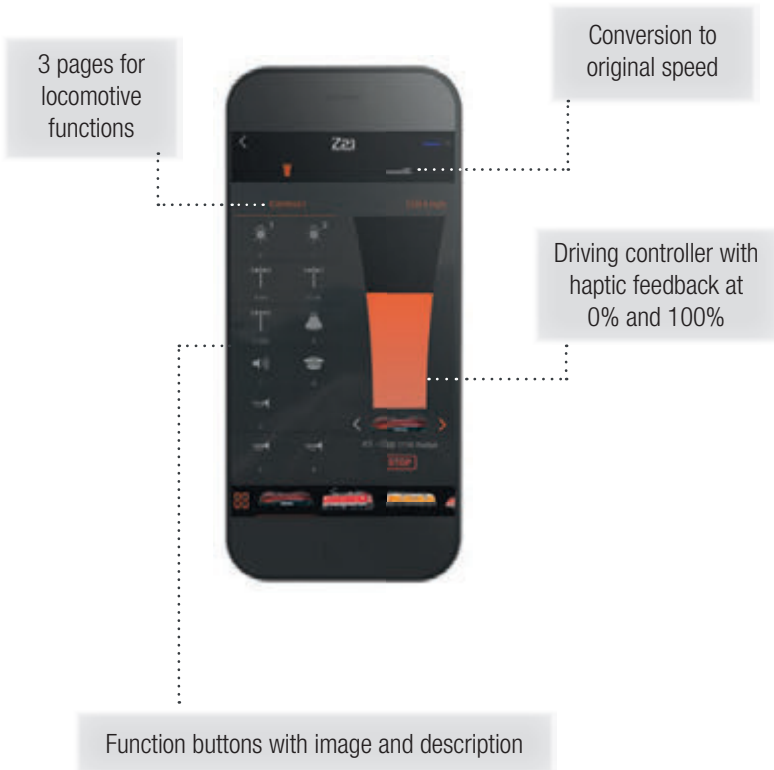 3 pages for
locomotive
functions
Conversion to
original speed
Z21
Driving controller with
haptic feedback at
0% and 100%
STOP
Function buttons with image and description